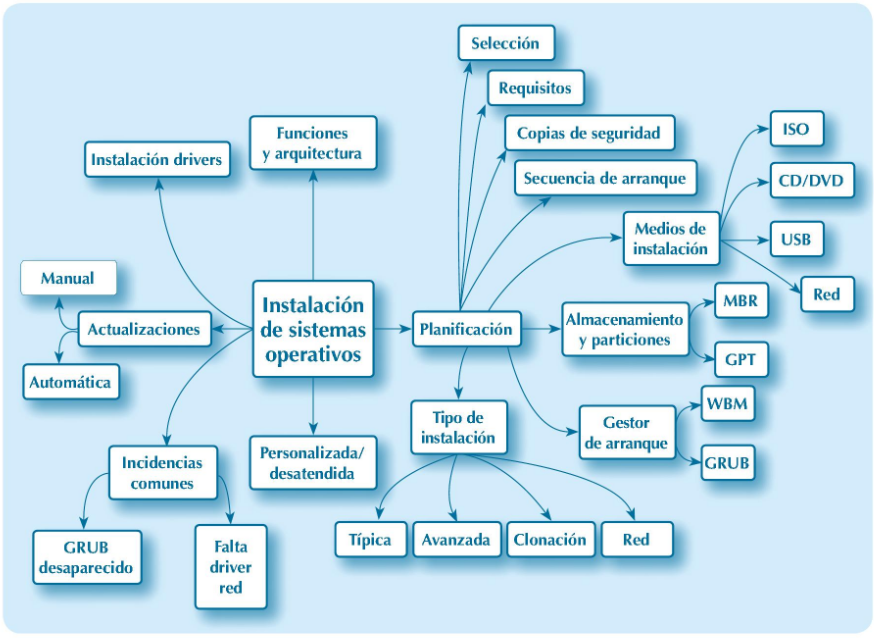 Selección
Requisitos
Copias de seguridad
Secuencia de arranque
Funciones
y arquitectura
Instalación drivers
ISO
CD/DVD
Medios de
instalación
USB
Red
Manual
Actualizaciones
Automática
Instalación
de sistemas
operativos
Planificación
Almacenamiento
y particiones
MBR
GPT
Tipo de
instalación
Gestor
de arranque
WBM
GRUB
Personalizada/
desatendida
Incidencias
comunes
GRUB
desaparecido
Falta
driver
red
Típica
Avanzada
Clonación
Red